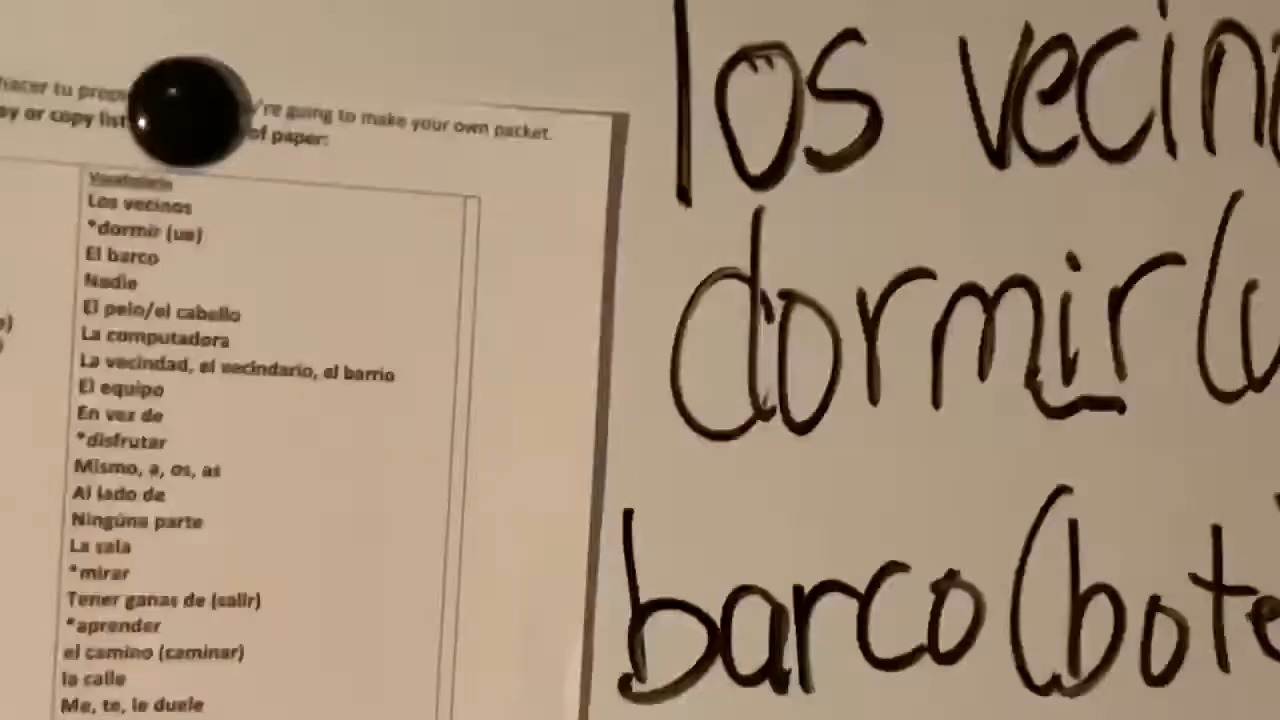 hacer tu prop
're going to make your own packet.
or copy list
of paper:
Vocabulario
Los vecinos
*dormir (ue)
El barco
Nadie
El pelo/el cabello
La computadora
La vecindad, el vecindario, el barrio
El equipo
En vez de
*disfrutar
Mismo, a, os, as
Al lado de
Ningúna parte
La sala
*mirar
Tener ganas de (salir)
*aprender
el camino (caminar)
la calle
Me, te, le duele
los vecin
dormir (u
barco (bote